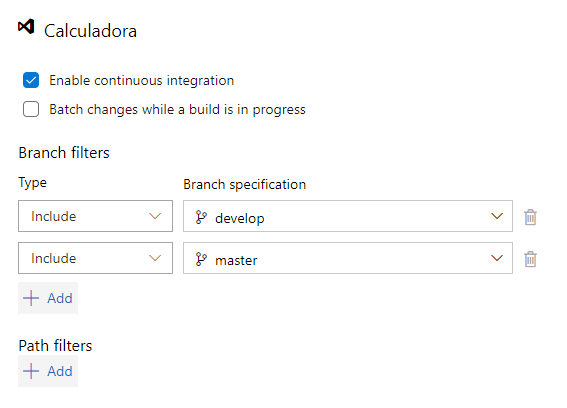 Calculadora
Enable continuous integration
Batch changes while a build is in progress
Branch filters
Type Branch specification
Include develop
Include master
Add
Path filters
Add